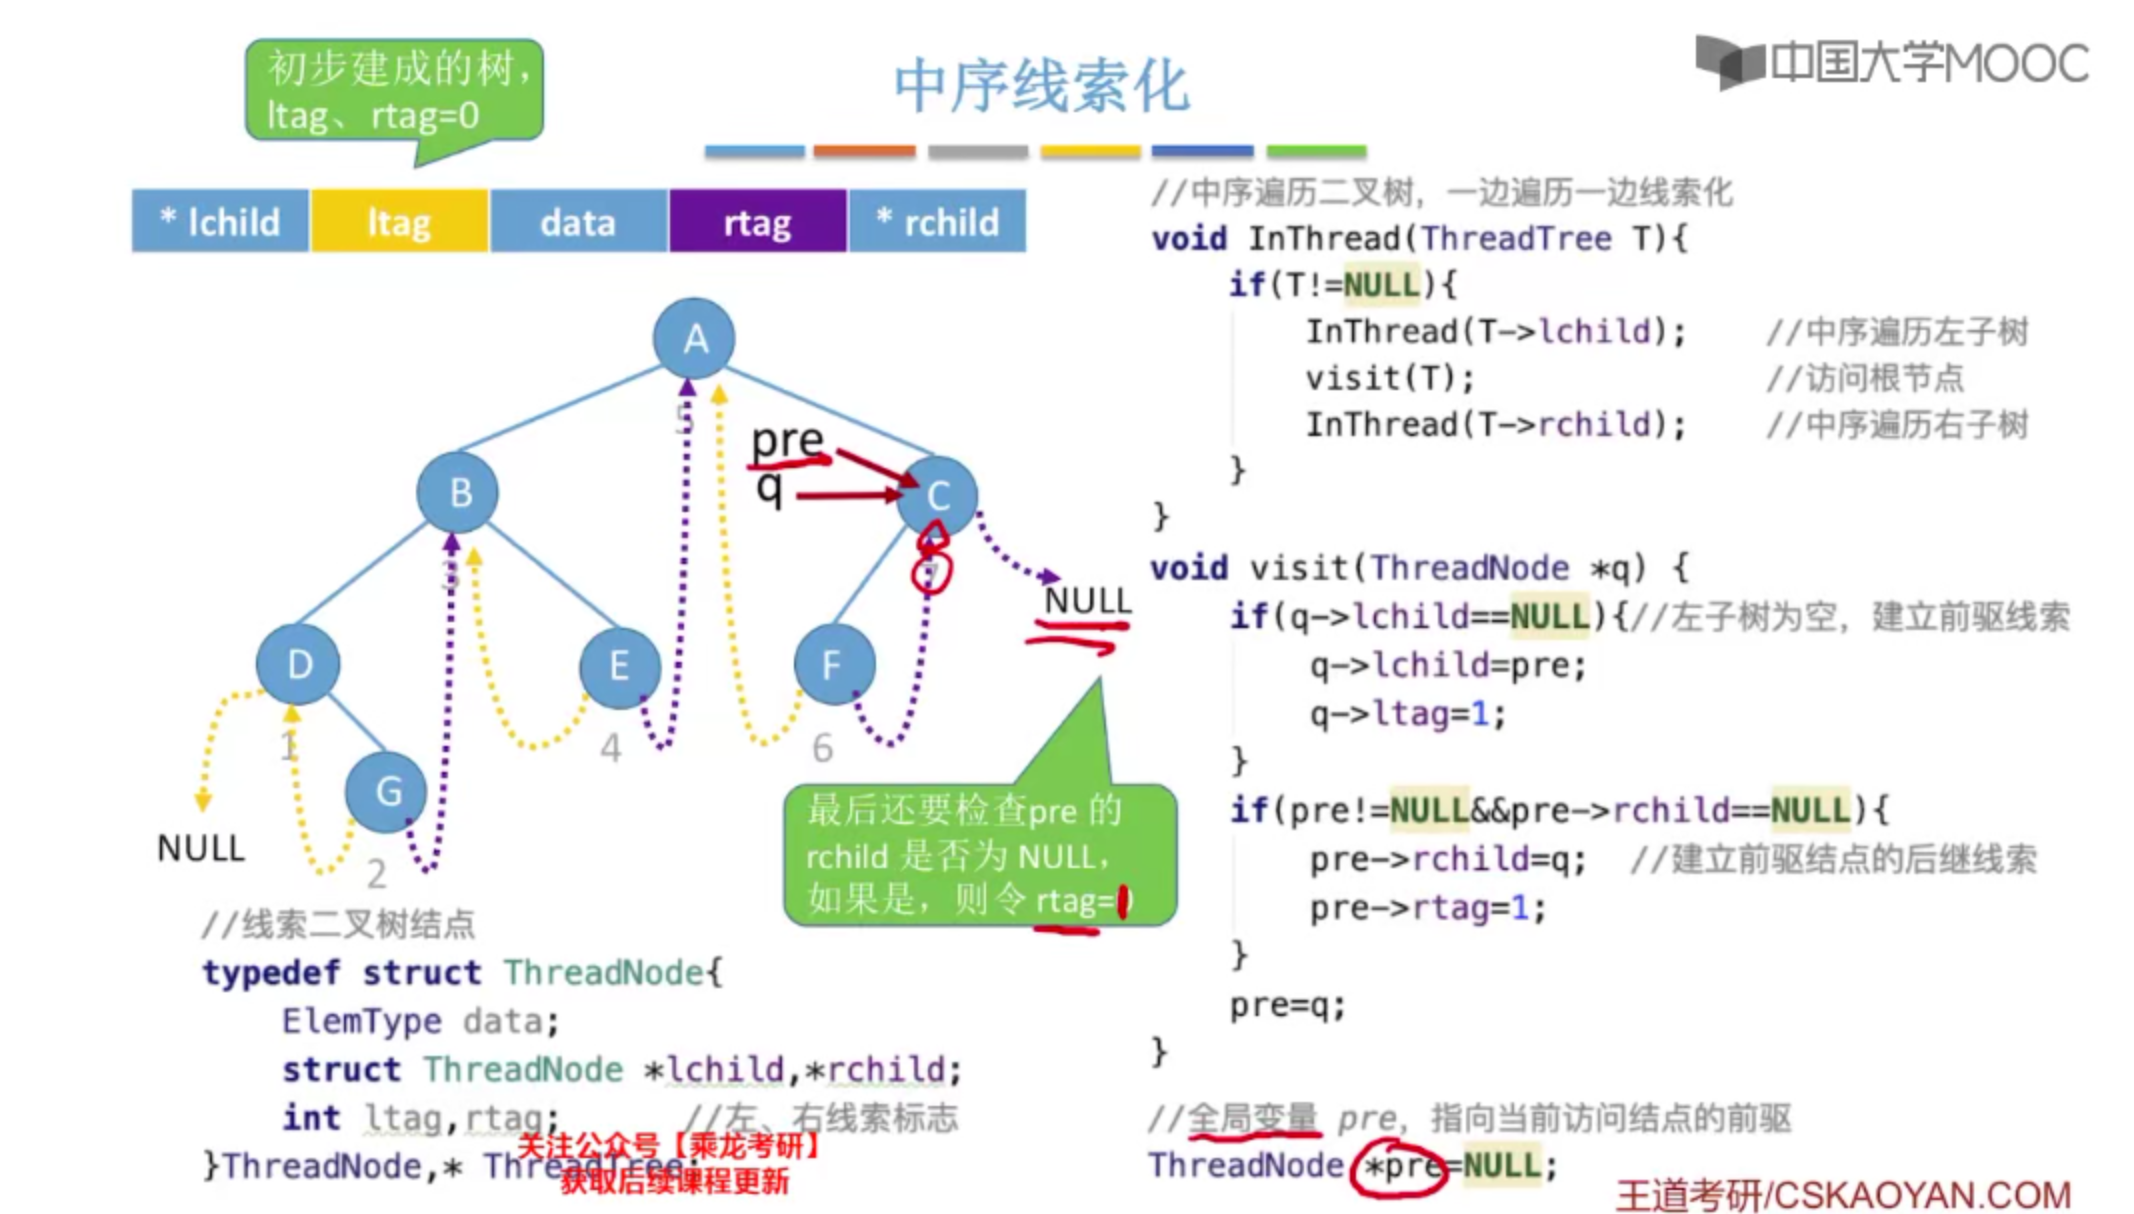 初步建成的树，
ltag、rtag=0
中序线索化
中国大学MOOC
* lchild
ltag
data
rtag
* rchild
A
5
pre
q
B
C
3
7
NULL
D
E
F
1
4
6
G
NULL
2
最后还要检查pre 的
rchild 是否为 NULL，
如果是，则令 rtag=
//线索二叉树结点
typedef struct ThreadNode{
ElemType data;
struct ThreadNode *lchild,*rchild;
int ltag,rtag; //左、右线索标志
}ThreadNode,* ThreadTree;
关注公众号【乘龙考研】
获取后续课程更新
//中序遍历二叉树，一边遍历一边线索化
void InThread(ThreadTree T){
if(T!=NULL){
InThread(T->lchild); //中序遍历左子树
visit(T); //访问根节点
InThread(T->rchild); //中序遍历右子树
}
}
void visit(ThreadNode *q) {
if(q->lchild==NULL){//左子树为空，建立前驱线索
q->lchild=pre;
q->ltag=1;
}
if(pre!=NULL&&pre->rchild==NULL){
pre->rchild=q; //建立前驱结点的后继线索
pre->rtag=1;
}
pre=q;
}
//全局变量 pre，指向当前访问结点的前驱
ThreadNode *pre=NULL;
王道考研/CSKAOYAN.COM